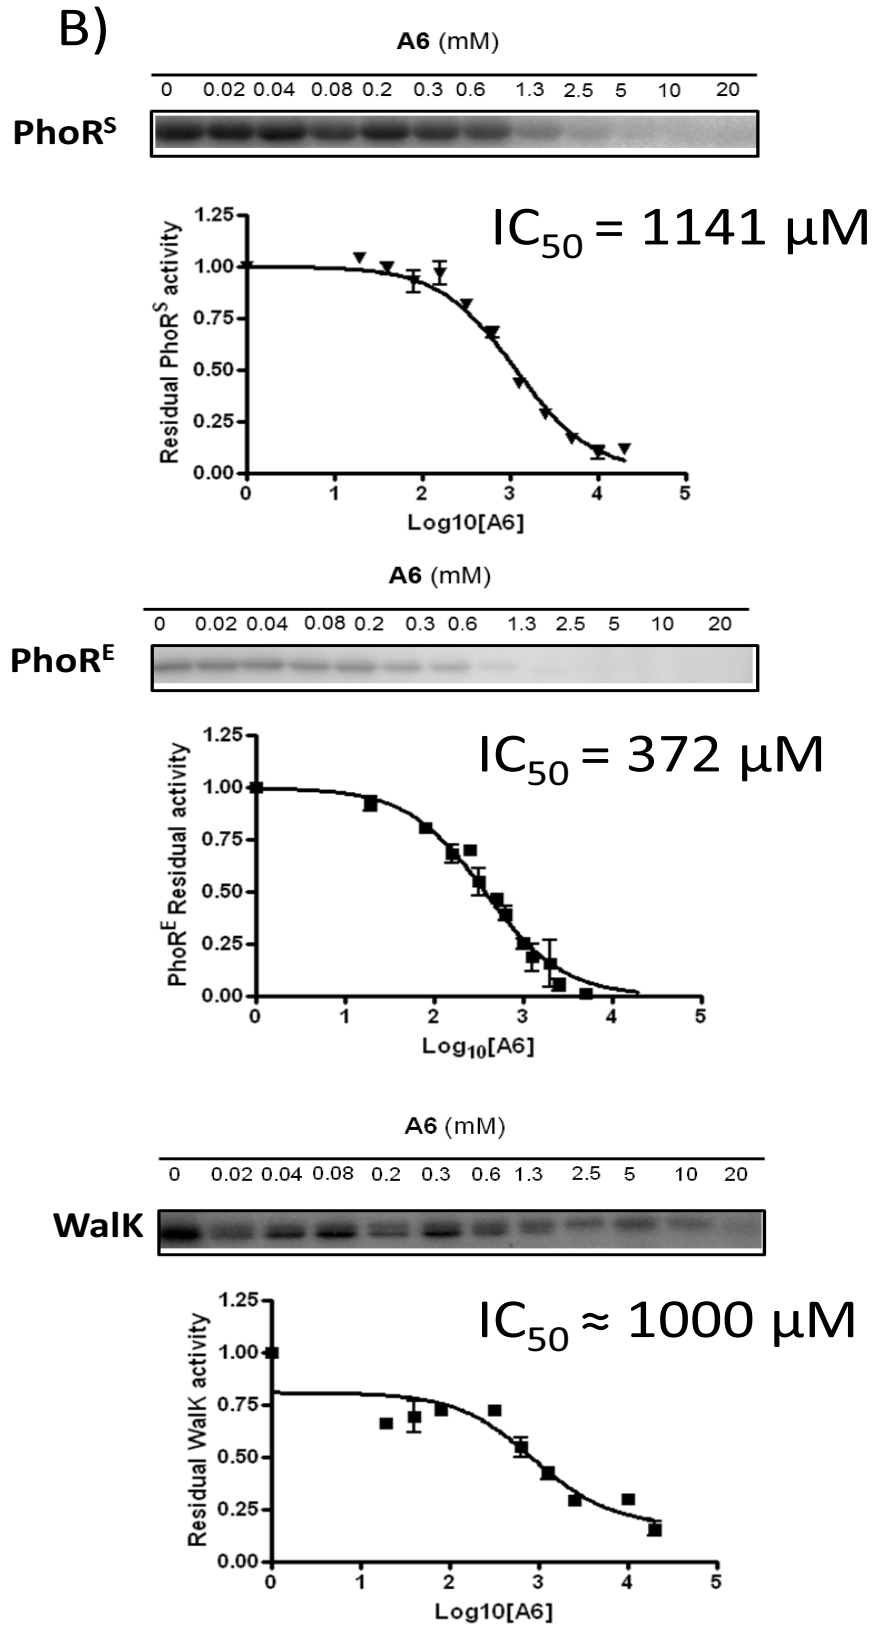 B)
A6 (mM)
0 0.02 0.04 0.08 0.2 0.3 0.6 1.3 2.5 5 10 20
PhoR^S
IC50 = 1141 µM
1.25
1.00
0.75
0.50
0.25
0.00
Residual PhoR^S activity
0 1 2 3 4 5
Log10[A6]
A6 (mM)
0 0.02 0.04 0.08 0.2 0.3 0.6 1.3 2.5 5 10 20
PhoR^E
IC50 = 372 µM
1.25
1.00
0.75
0.50
0.25
0.00
PhoR^E Residual activity
0 1 2 3 4 5
Log10[A6]
A6 (mM)
0 0.02 0.04 0.08 0.2 0.3 0.6 1.3 2.5 5 10 20
WalK
IC50 ≈ 1000 µM
1.25
1.00
0.75
0.50
0.25
0.00
Residual WalK activity
0 1 2 3 4 5
Log10[A6]